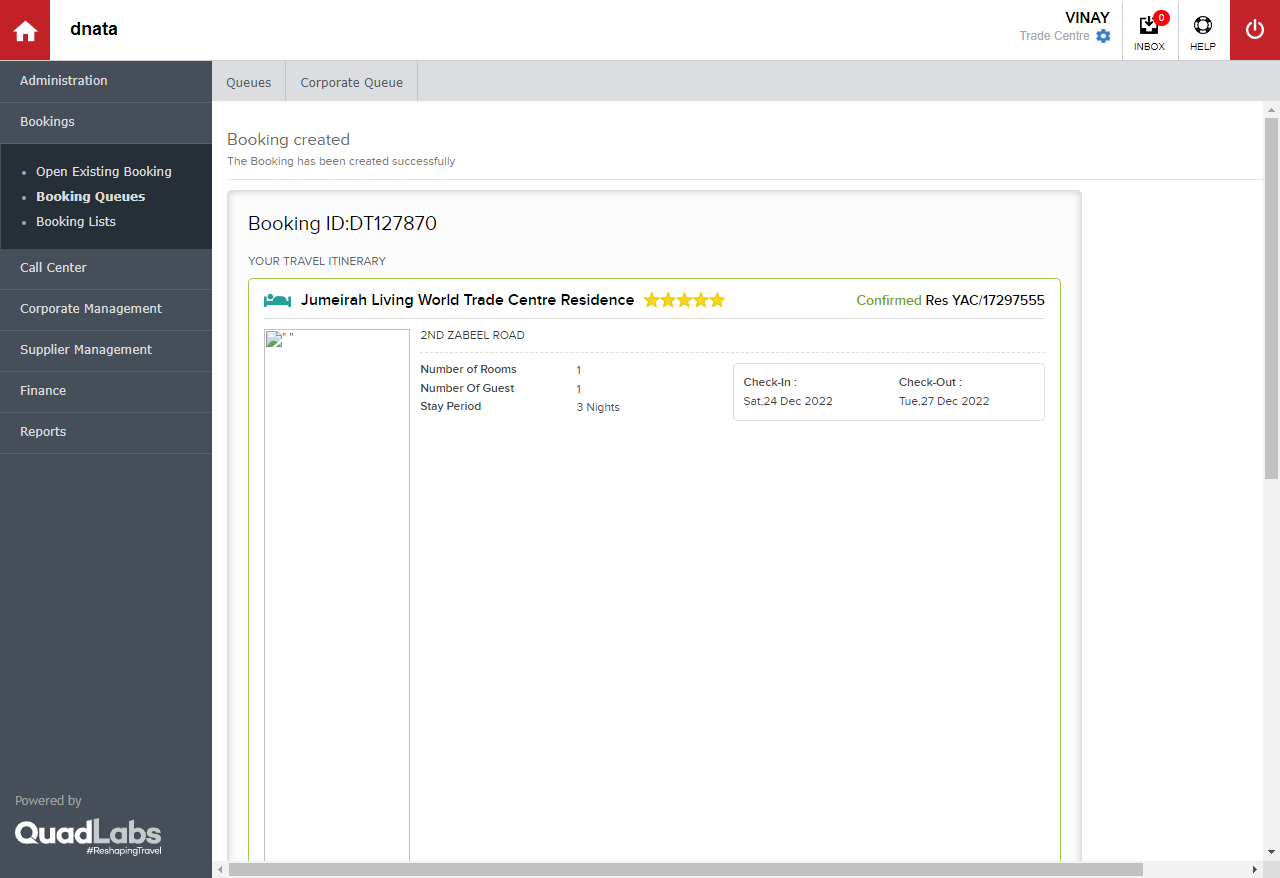 dnata
VINAY
Trade Centre
0
INBOX
HELP
Administration
Bookings
Open Existing Booking
Booking Queues
Booking Lists
Call Center
Corporate Management
Supplier Management
Finance
Reports
Powered by
QuadLabs
#ReshapingTravel
Queues
Corporate Queue
Booking created
The Booking has been created successfully
Booking ID:DT127870
YOUR TRAVEL ITINERARY
Jumeirah Living World Trade Centre Residence
Confirmed Res YAC/17297555
" "
2ND ZABEEL ROAD
Number of Rooms 1
Number Of Guest 1
Stay Period 3 Nights
Check-In : Check-Out :
Sat,24 Dec 2022 Tue,27 Dec 2022